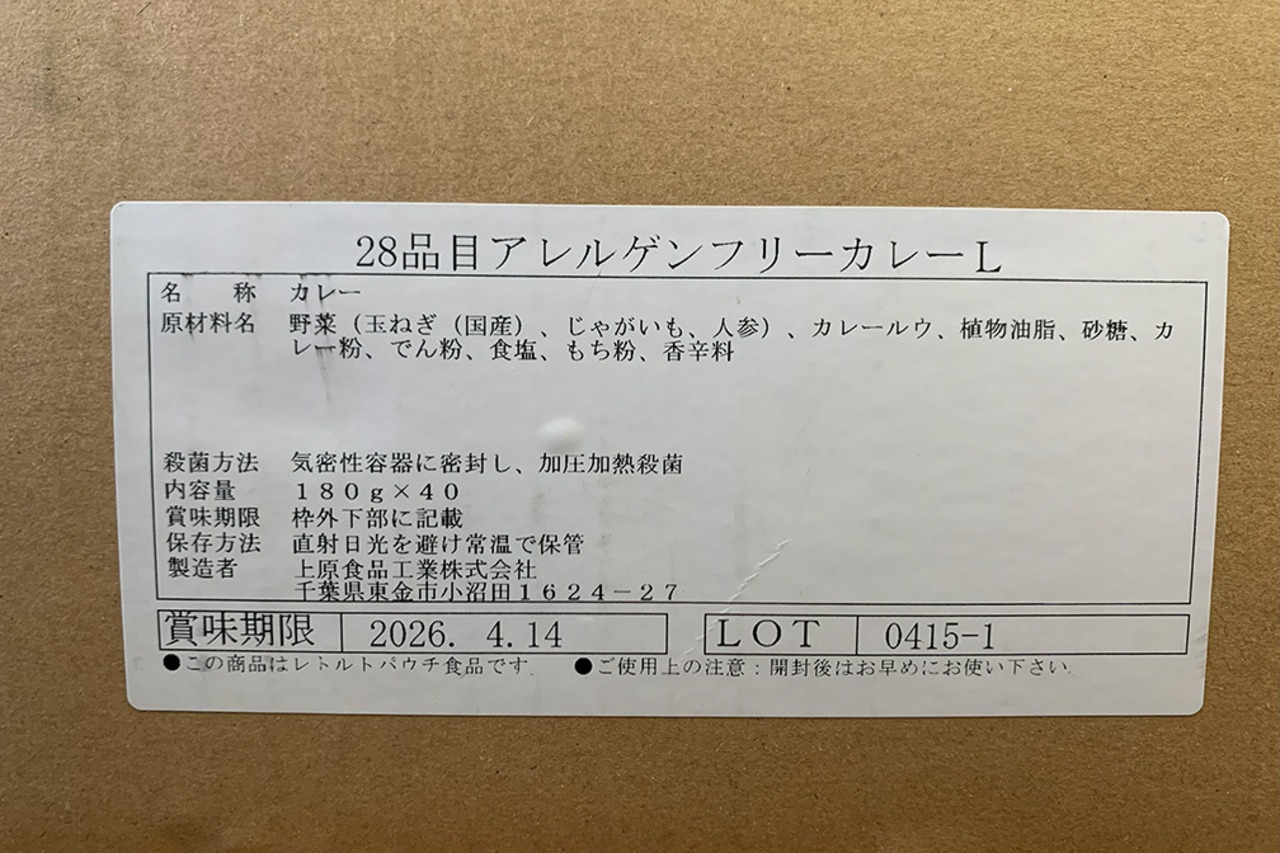 28品目アレルゲンフリーカレーL
名　　称　カレー
原材料名　野菜（玉ねぎ（国産）、じゃがいも、人参）、カレールウ、植物油脂、砂糖、カ
レー粉、でん粉、食塩、もち粉、香辛料
殺菌方法　気密性容器に密封し、加圧加熱殺菌
内容量　１８０ｇ×４０
賞味期限　枠外下部に記載
保存方法　直射日光を避け常温で保管
製造者　上原食品工業株式会社
千葉県東金市小沼田１６２４－２７
賞味期限　2026. 4.14　ＬＯＴ　0415-1
●この商品はレトルトパウチ食品です。　●ご使用上の注意：開封後はお早めにお使い下さい。